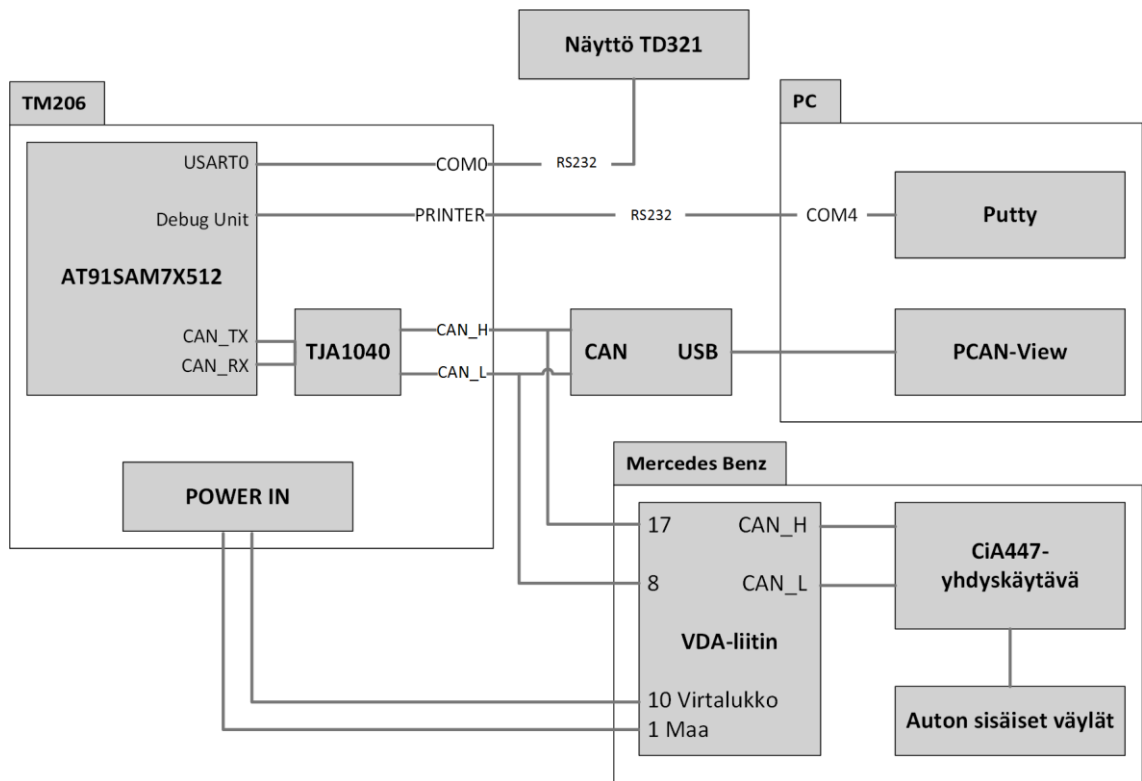 Näyttö TD321
TM206
PC
USART0
COM0
RS232
Debug Unit
PRINTER
RS232
COM4
Putty
AT91SAM7X512
CAN_TX
CAN_RX
TJA1040
CAN_H
CAN_L
CAN
USB
PCAN-View
POWER IN
Mercedes Benz
17
CAN_H
8
CAN_L
VDA-liitin
10 Virtalukko
1 Maa
CiA447-
yhdyskäytävä
Auton sisäiset väylät